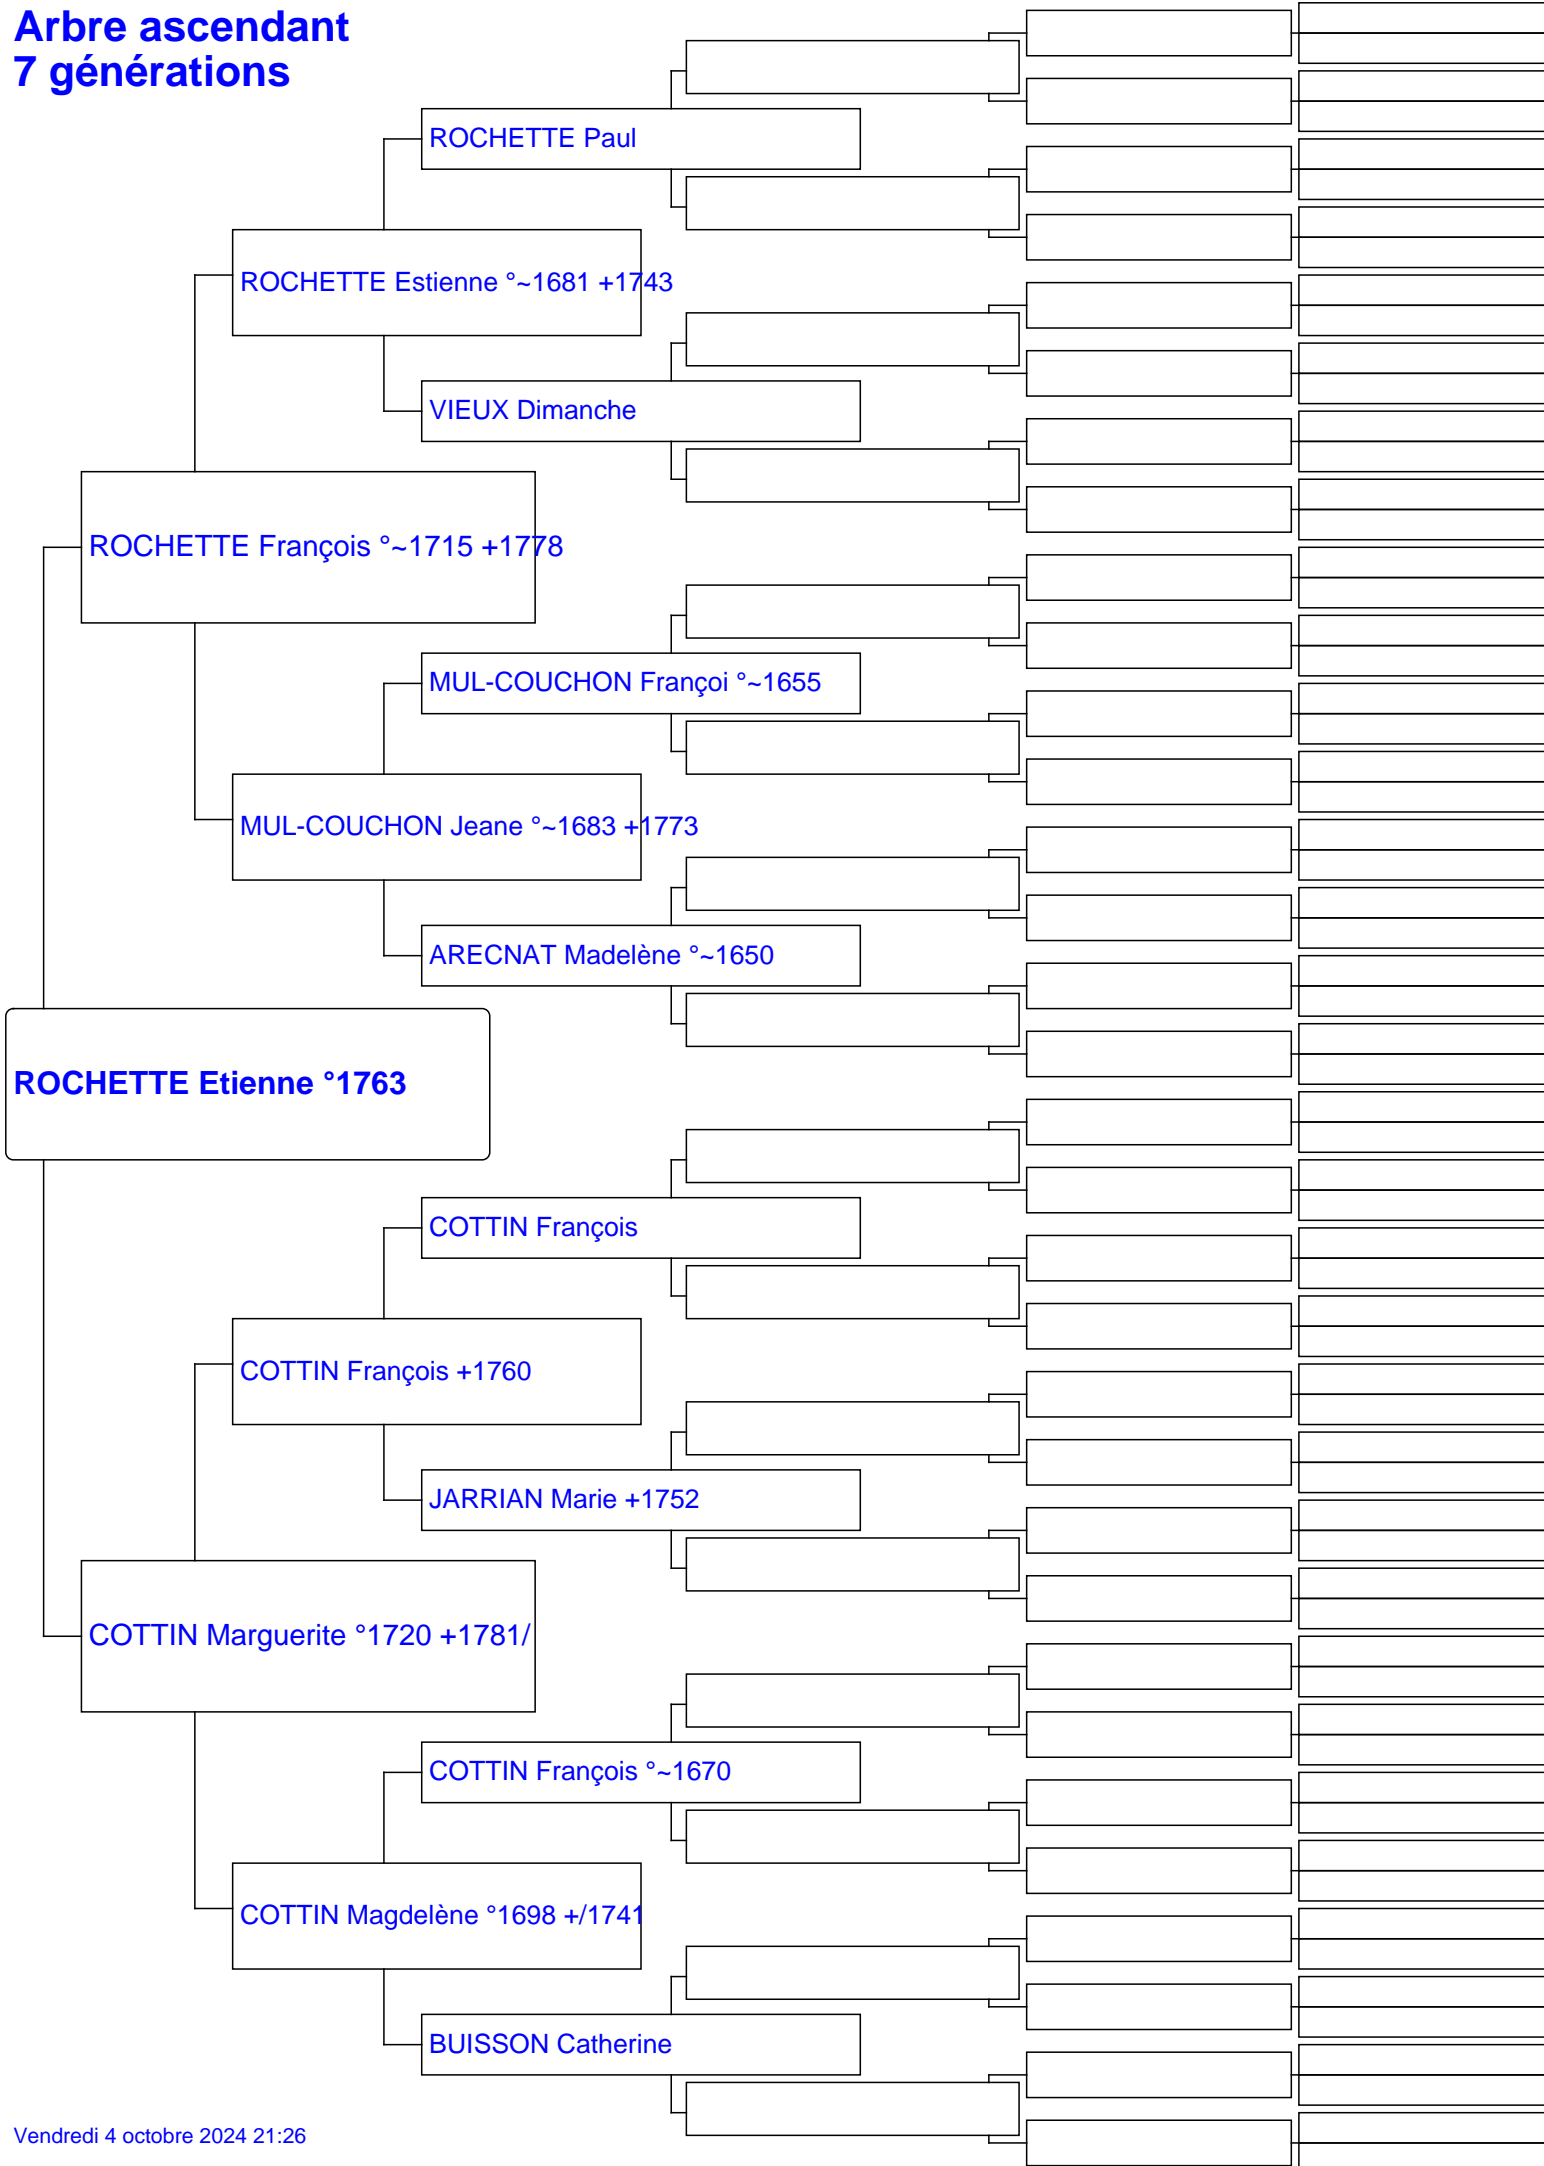 Arbre ascendant
7 générations
ROCHETTE Paul
ROCHETTE Estienne °~1681 +1743
VIEUX Dimanche
ROCHETTE François °~1715 +1778
MUL-COUCHON Françoi °~1655
MUL-COUCHON Jeane °~1683 +1773
ARECNAT Madelène °~1650
ROCHETTE Etienne °1763
COTTIN François
COTTIN François +1760
JARRIAN Marie +1752
COTTIN Marguerite °1720 +1781/
COTTIN François °~1670
COTTIN Magdelène °1698 +/1741
BUISSON Catherine
Vendredi 4 octobre 2024 21:26